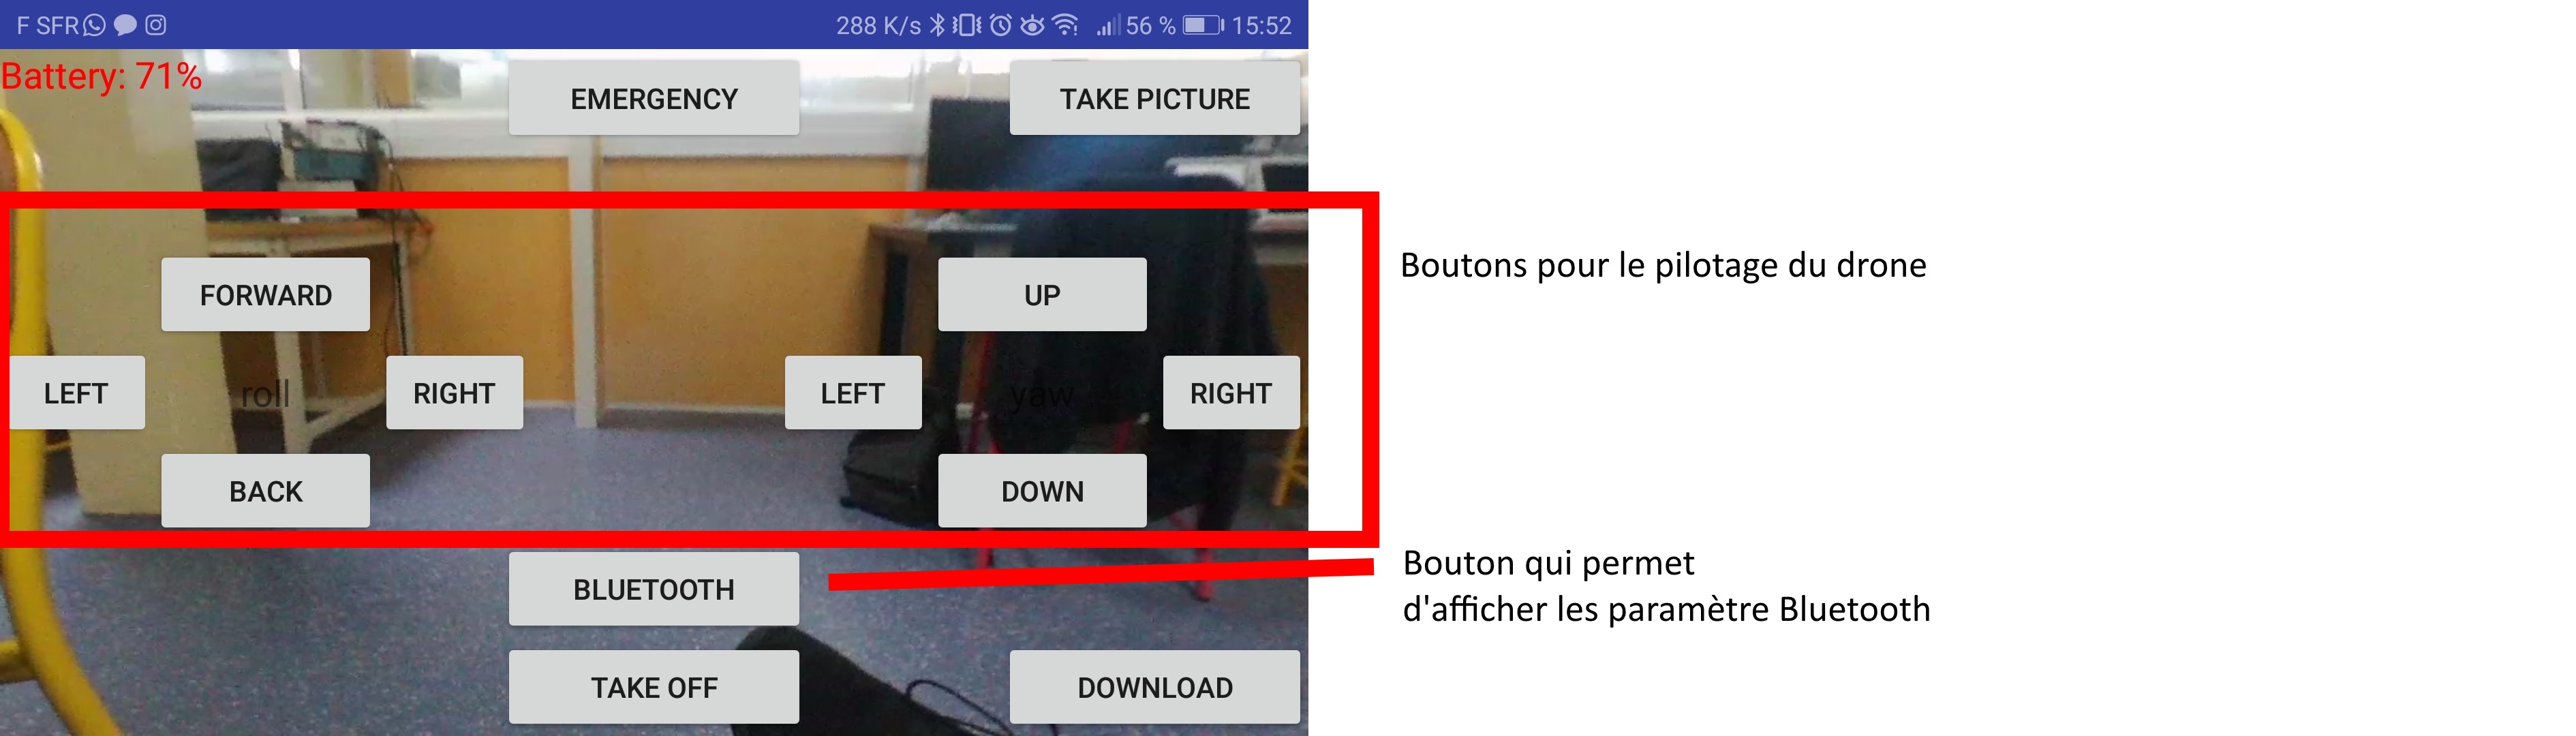 F SFR 288 K/s 56 % 15:52
Battery: 71%
EMERGENCY
TAKE PICTURE
FORWARD
UP
LEFT
roll
RIGHT
LEFT
yaw
RIGHT
BACK
DOWN
BLUETOOTH
TAKE OFF
DOWNLOAD
Boutons pour le pilotage du drone
Bouton qui permet
d'afficher les paramètre Bluetooth